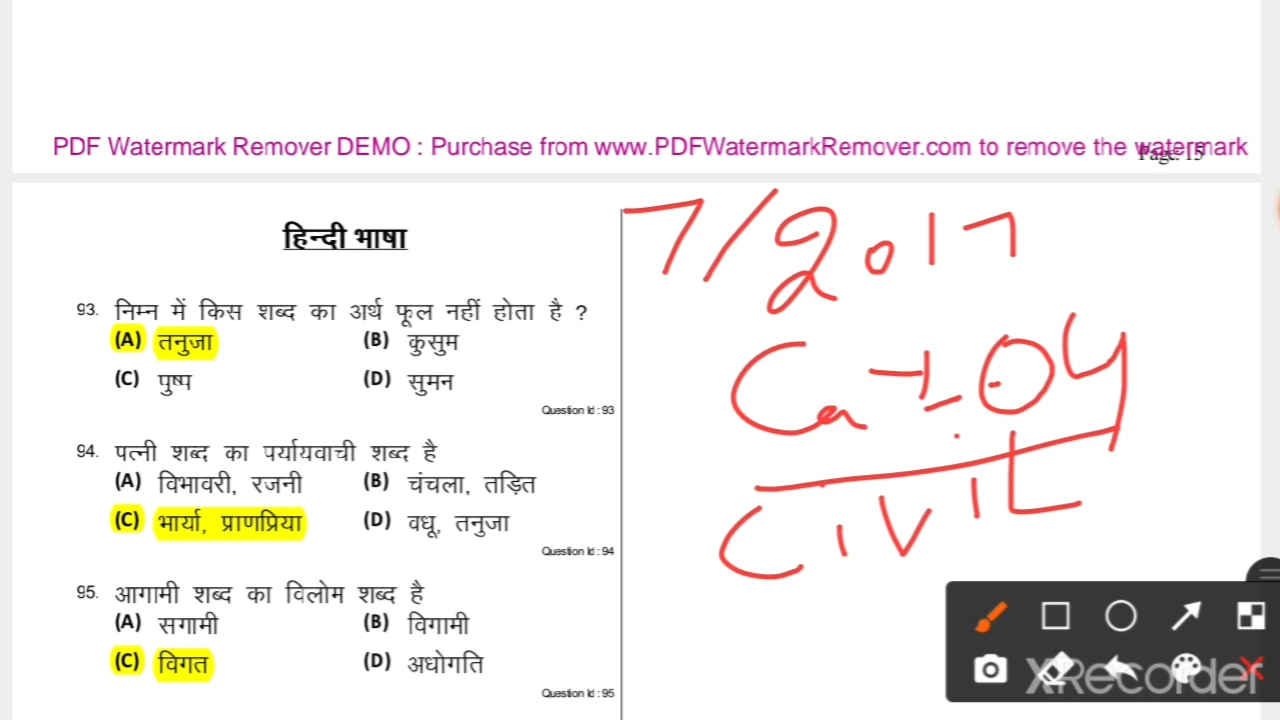 PDF Watermark Remover DEMO : Purchase from www.PDFWatermarkRemover.com to remove the watermark
Page: 15
हिन्दी भाषा
93. निम्न में किस शब्द का अर्थ फूल नहीं होता है ?
(A) तनुजा (B) कुसुम
(C) पुष्प (D) सुमन
Question Id : 93
94. पत्नी शब्द का पर्यायवाची शब्द है
(A) विभावरी, रजनी (B) चंचला, तड़ित
(C) भार्या, प्राणप्रिया (D) वधू, तनुजा
Question Id : 94
95. आगामी शब्द का विलोम शब्द है
(A) सगामी (B) विगामी
(C) विगत (D) अधोगति
Question Id : 95
7/2017
04
CIVIL
XRecorder